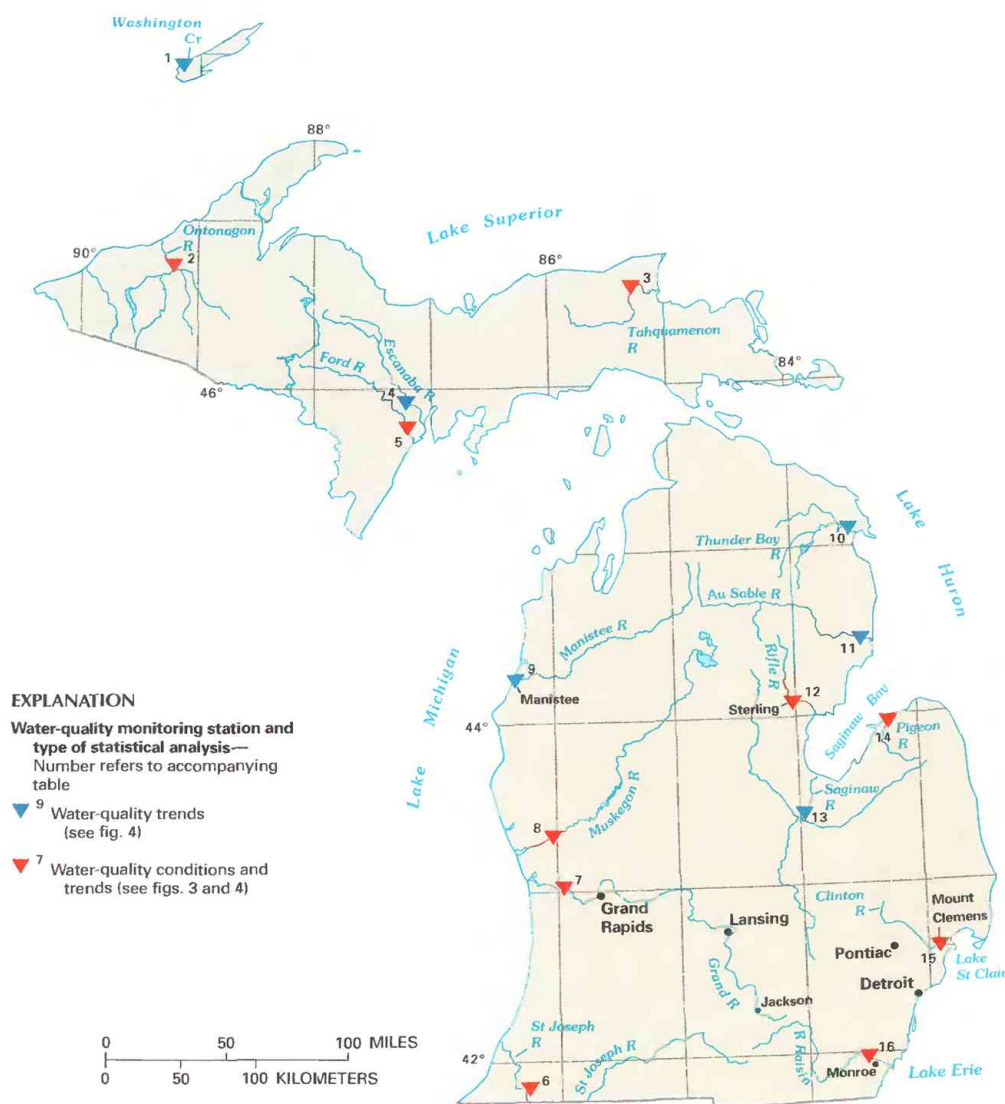 Washington
Cr
1
88°
Lake Superior
Ontonagon
R
90°
2
86°
3
Tahquamenon
R
84°
Escanaba R
Ford R
46°
4
5
Lake Huron
Thunder Bay
R
10
Au Sable R
11
Manistee R
9
Manistee
Rifle R
12
Sterling
Lake Michigan
44°
Saginaw Bay
14
Pigeon
R
Saginaw
R
13
Muskegon R
8
7
Grand
Rapids
Lansing
Clinton
R
Mount
Clemens
15
Lake
St Clair
Pontiac
Detroit
Grand R
Jackson
St Joseph
R
42°
St Joseph R
R Raisin
16
Monroe
Lake Erie
6
EXPLANATION
Water-quality monitoring station and
type of statistical analysis—
Number refers to accompanying
table
9 Water-quality trends
(see fig. 4)
7 Water-quality conditions and
trends (see figs. 3 and 4)
0 50 100 MILES
0 50 100 KILOMETERS